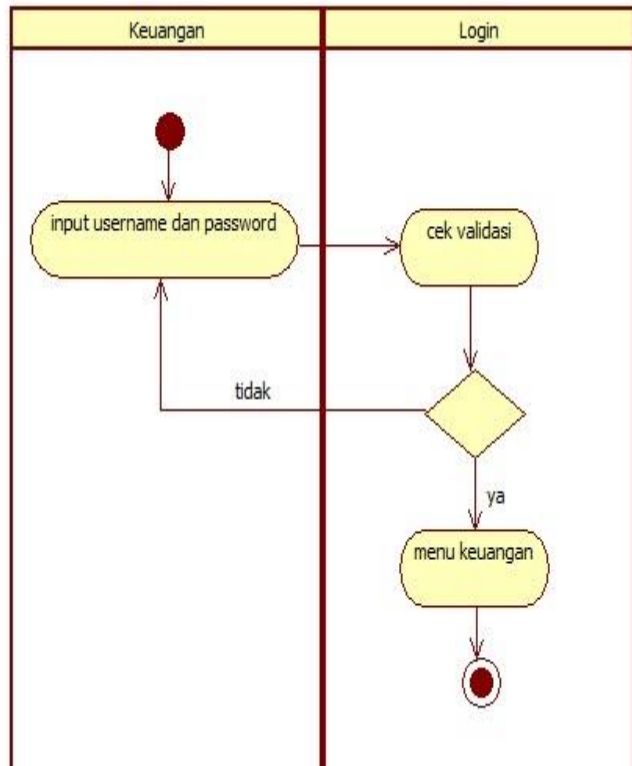 Keuangan
Login
input username dan password
cek validasi
tidak
ya
menu keuangan